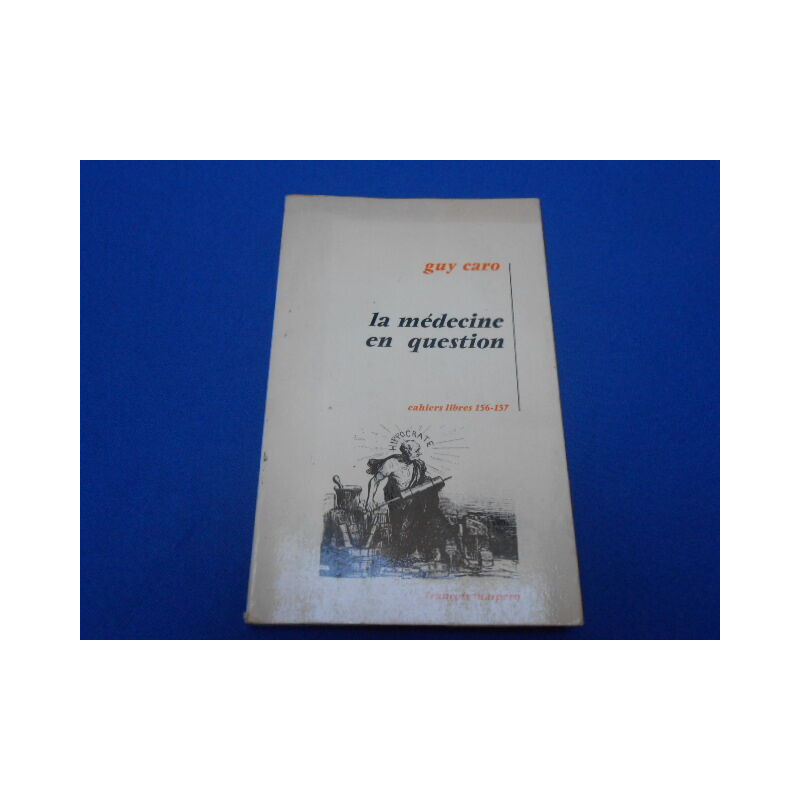 guy caro
la médecine
en question
cahiers libres 156-157
HIPPOCRATE
françois maspero